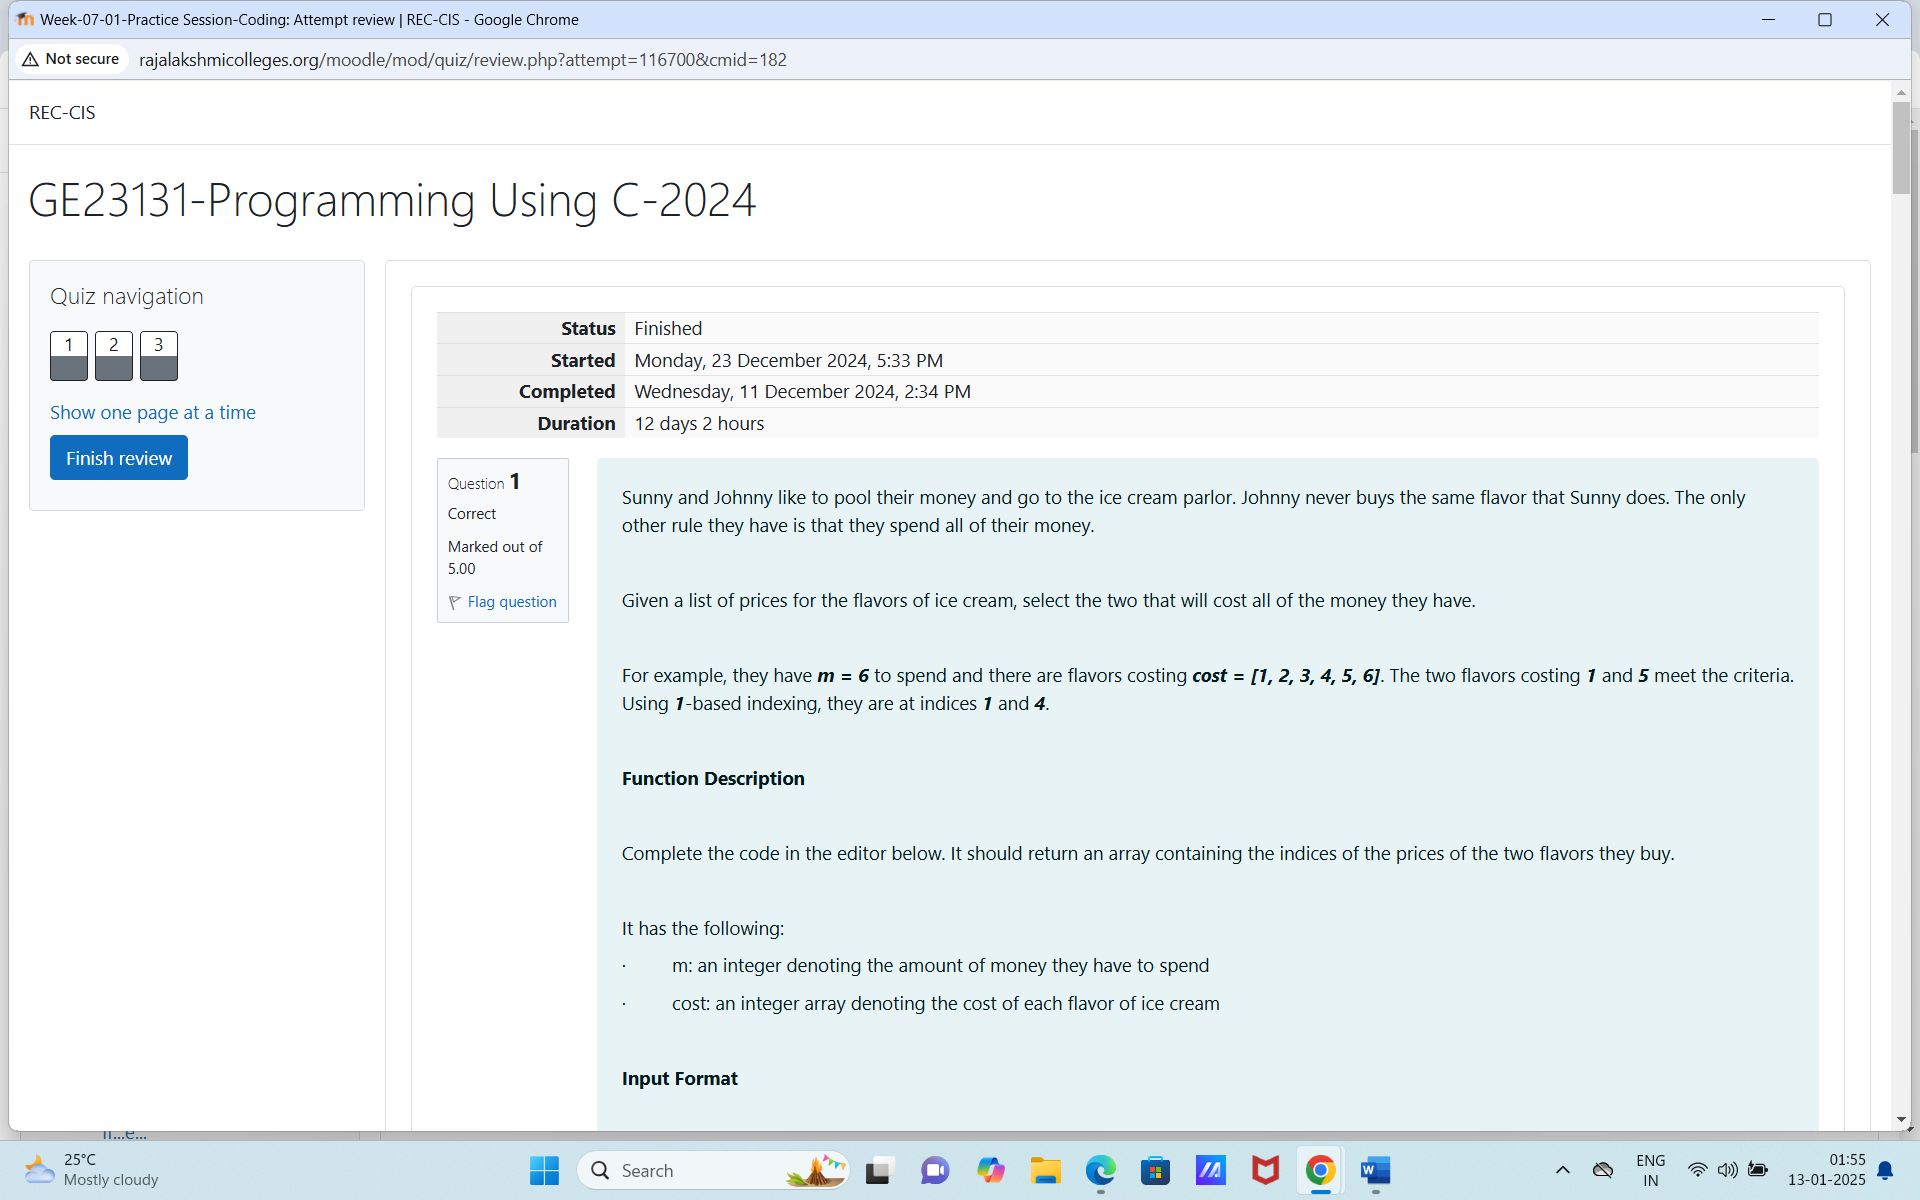 Week-07-01-Practice Session-Coding: Attempt review | REC-CIS - Google Chrome
Not secure
rajalakshmicolleges.org/moodle/mod/quiz/review.php?attempt=116700&cmid=182
REC-CIS
GE23131-Programming Using C-2024
Quiz navigation
1 2 3
Show one page at a time
Finish review
Status Finished
Started Monday, 23 December 2024, 5:33 PM
Completed Wednesday, 11 December 2024, 2:34 PM
Duration 12 days 2 hours
Question 1
Correct
Marked out of
5.00
Flag question
Sunny and Johnny like to pool their money and go to the ice cream parlor. Johnny never buys the same flavor that Sunny does. The only
other rule they have is that they spend all of their money.
Given a list of prices for the flavors of ice cream, select the two that will cost all of the money they have.
For example, they have m = 6 to spend and there are flavors costing cost = [1, 2, 3, 4, 5, 6]. The two flavors costing 1 and 5 meet the criteria.
Using 1-based indexing, they are at indices 1 and 4.
Function Description
Complete the code in the editor below. It should return an array containing the indices of the prices of the two flavors they buy.
It has the following:
· m: an integer denoting the amount of money they have to spend
· cost: an integer array denoting the cost of each flavor of ice cream
Input Format
25°C
Mostly cloudy
Search
ENG
IN
01:55
13-01-2025